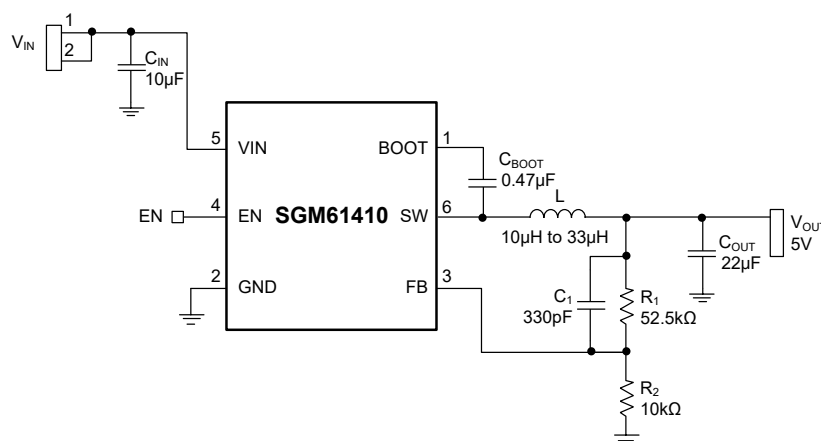 1
V_IN
2
C_IN
10µF
5
VIN
BOOT
1
C_BOOT
0.47µF
EN
4
EN
SGM61410
SW
6
L
10µH to 33µH
V_OUT
5V
C_OUT
22µF
2
GND
FB
3
C_1
330pF
R_1
52.5kΩ
R_2
10kΩ